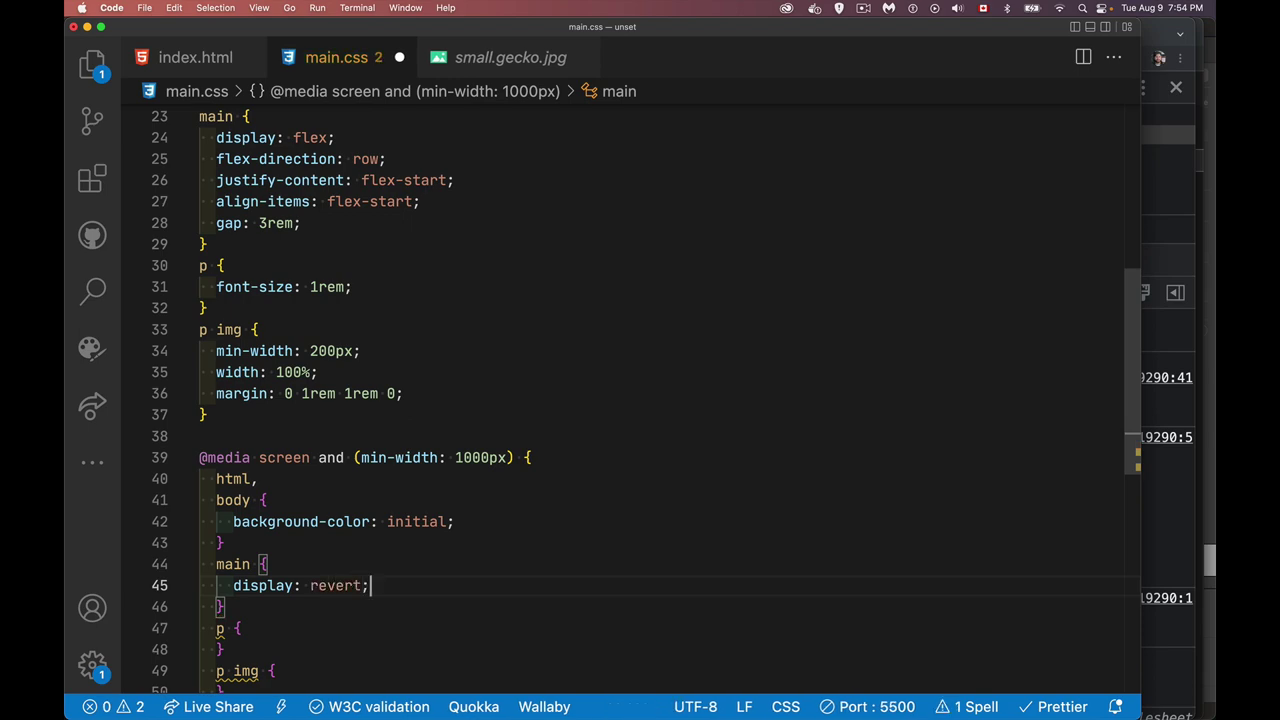 Code File Edit Selection View Go Run Terminal Window Help Tue Aug 9 7:54 PM
main.css — unset
index.html main.css 2 small.gecko.jpg
main.css > {} @media screen and (min-width: 1000px) > main
23 main {
24 display: flex;
25 flex-direction: row;
26 justify-content: flex-start;
27 align-items: flex-start;
28 gap: 3rem;
29 }
30 p {
31 font-size: 1rem;
32 }
33 p img {
34 min-width: 200px;
35 width: 100%;
36 margin: 0 1rem 1rem 0;
37 }
38
39 @media screen and (min-width: 1000px) {
40 html,
41 body {
42 background-color: initial;
43 }
44 main {
45 display: revert;
46 }
47 p {
48 }
49 p img {
50 }
1
1
19290:41
19290:5
19290:1
0 2 Live Share W3C validation Quokka Wallaby UTF-8 LF CSS Port : 5500 1 Spell Prettier